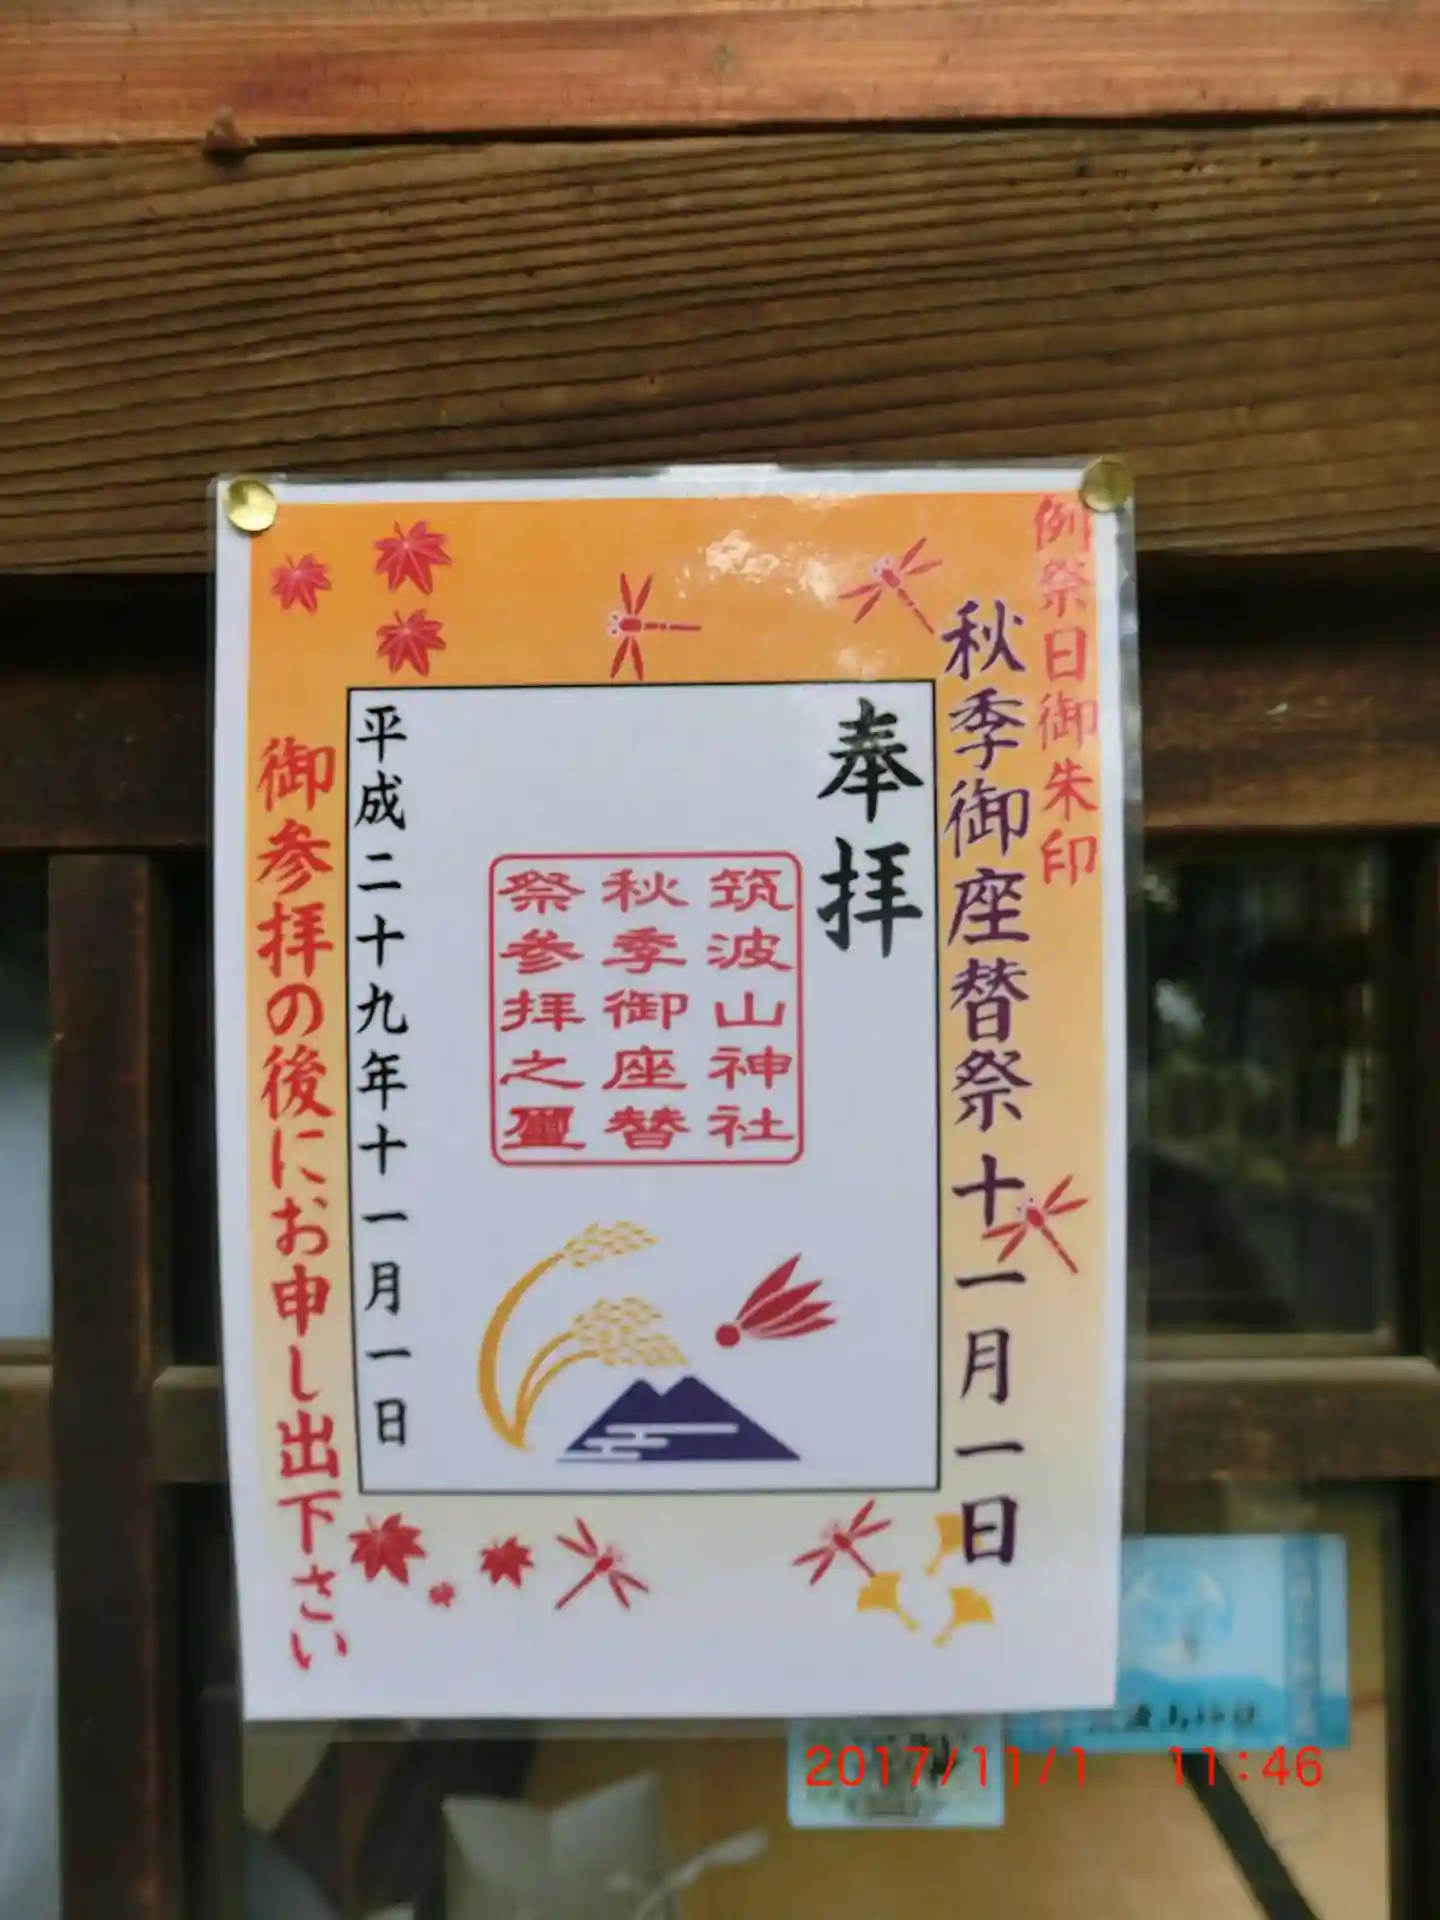 例祭日御朱印
秋季御座替祭 十一月一日
奉拝
筑波山神社
秋季御座替
祭参拝之璽
平成二十九年十一月一日
御参拝の後にお申し出下さい
2017/11/1 11:46